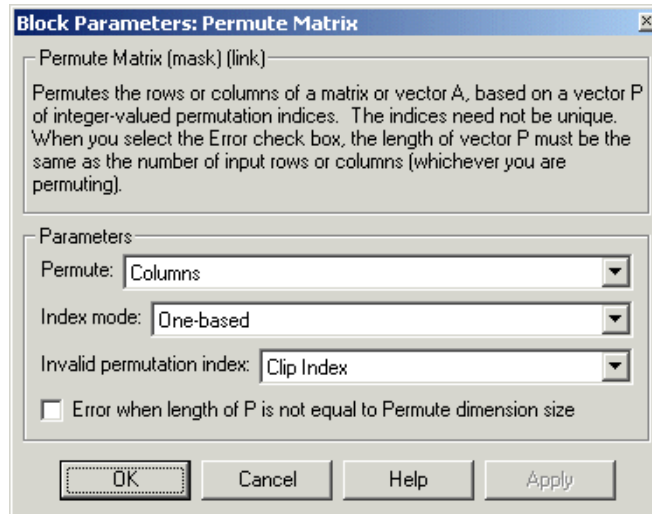 Block Parameters: Permute Matrix
Permute Matrix (mask) (link)
Permutes the rows or columns of a matrix or vector A, based on a vector P
of integer-valued permutation indices.  The indices need not be unique.
When you select the Error check box, the length of vector P must be the
same as the number of input rows or columns (whichever you are
permuting).
Parameters
Permute: Columns
Index mode: One-based
Invalid permutation index: Clip Index
Error when length of P is not equal to Permute dimension size
OK Cancel Help Apply